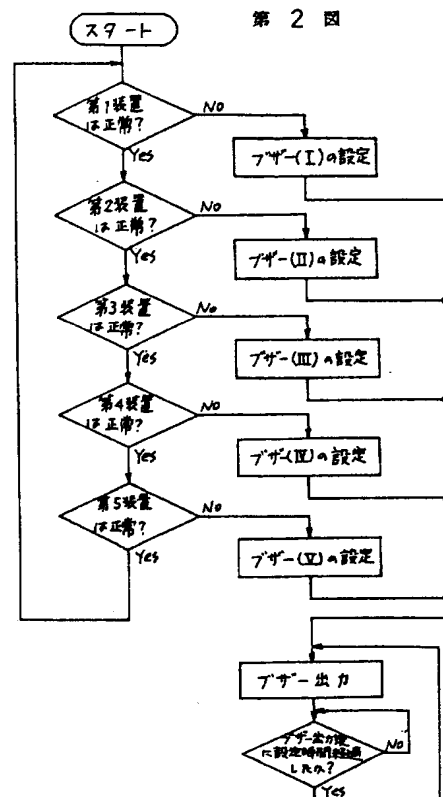 第 2 図
スタート
第1装置
は正常?
No
Yes
ブザー(I)の設定
第2装置
は正常?
No
Yes
ブザー(II)の設定
第3装置
は正常?
No
Yes
ブザー(III)の設定
第4装置
は正常?
No
Yes
ブザー(IV)の設定
第5装置
は正常?
No
Yes
ブザー(V)の設定
ブザー出力
ブザー出力後
に設定時間経過
したか?
No
Yes